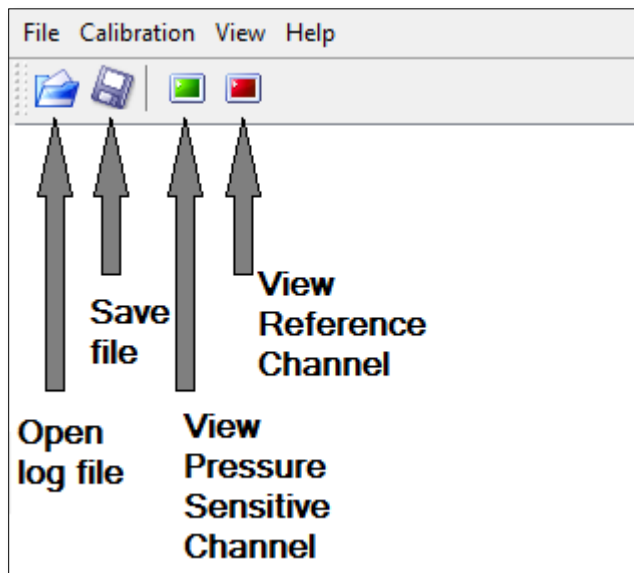 File Calibration View Help
Save
file
View
Reference
Channel
Open
log file
View
Pressure
Sensitive
Channel